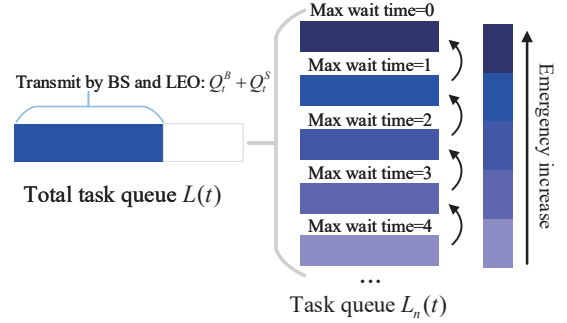 Transmit by BS and LEO: $Q_t^B + Q_t^S$
Total task queue $L(t)$
Max wait time=0
Max wait time=1
Max wait time=2
Max wait time=3
Max wait time=4
...
Task queue $L_n(t)$
Emergency increase